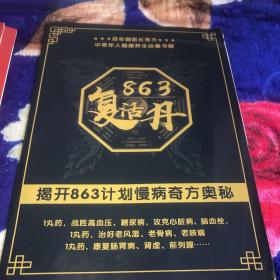 ★★★百年御医长寿方★★★
中老年人健康养生必备书籍
863
复活丹
揭开863计划慢病奇方奥秘
1丸药，战胜高血压、糖尿病，攻克心脏病、脑血栓，
1丸药，治好老风湿、老骨病、老咳喘
1丸药，康复肠胃病、肾虚、前列腺……